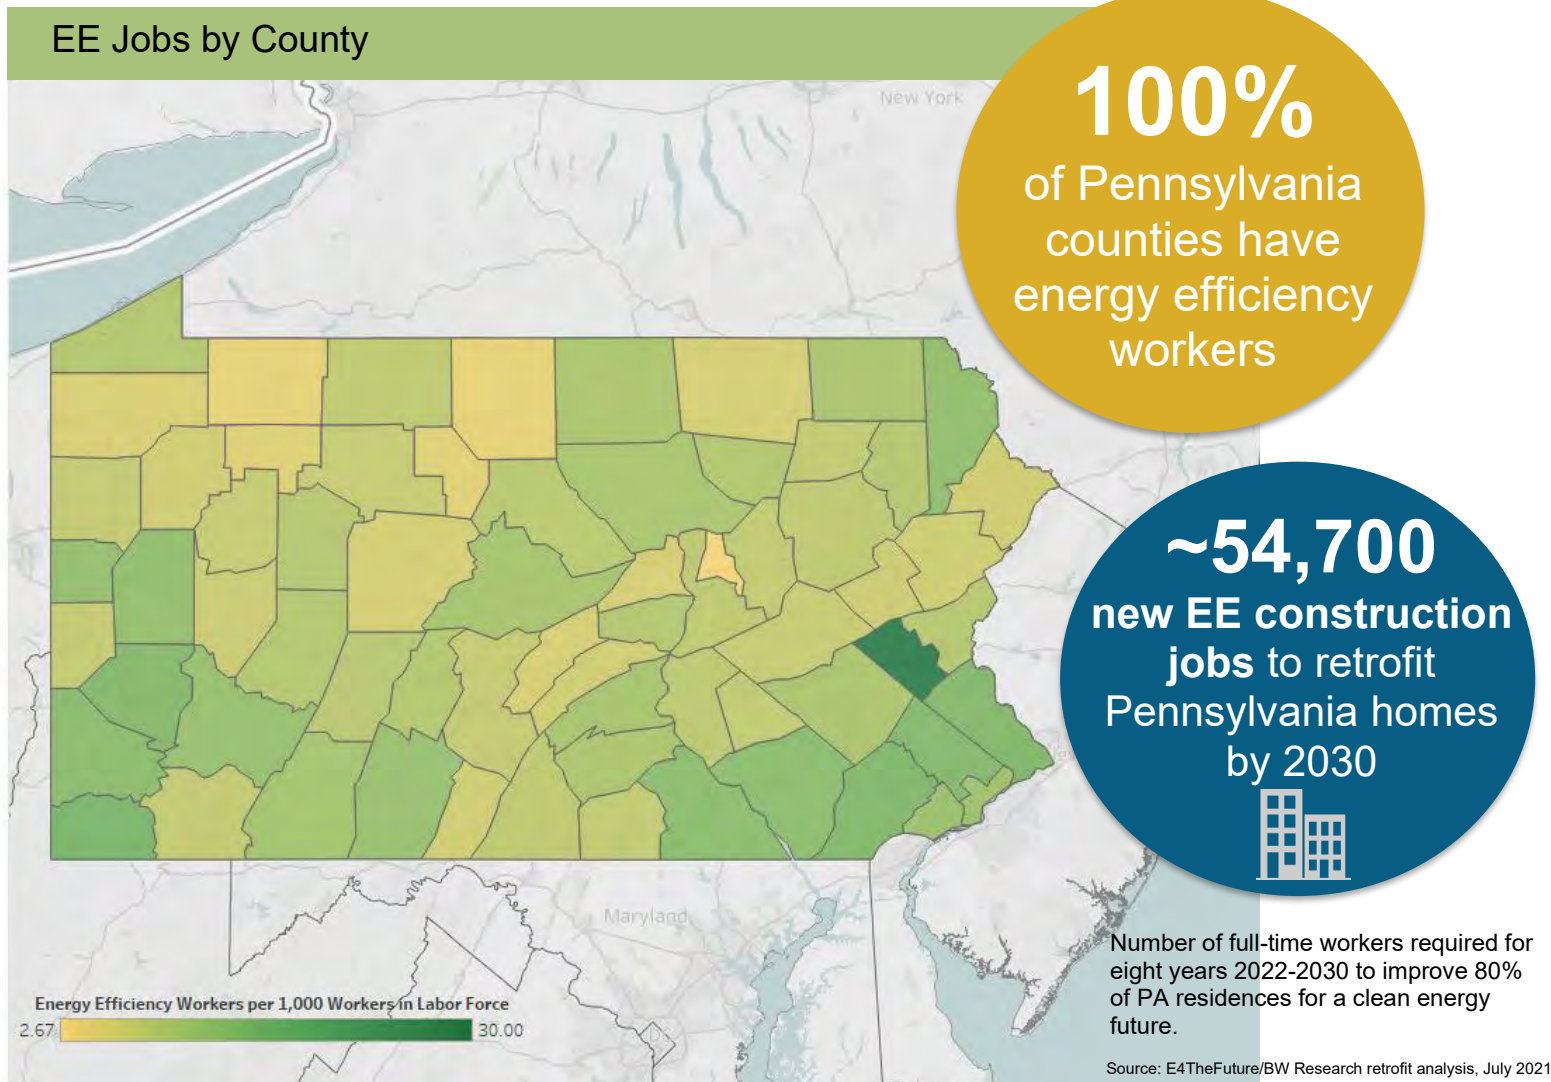 EE Jobs by County
New York
100%
of Pennsylvania
counties have
energy efficiency
workers
~54,700
new EE construction
jobs to retrofit
Pennsylvania homes
by 2030
Maryland
Number of full-time workers required for
eight years 2022-2030 to improve 80%
of PA residences for a clean energy
future.
Energy Efficiency Workers per 1,000 Workers in Labor Force
2.67
30.00
Source: E4TheFuture/BW Research retrofit analysis, July 2021